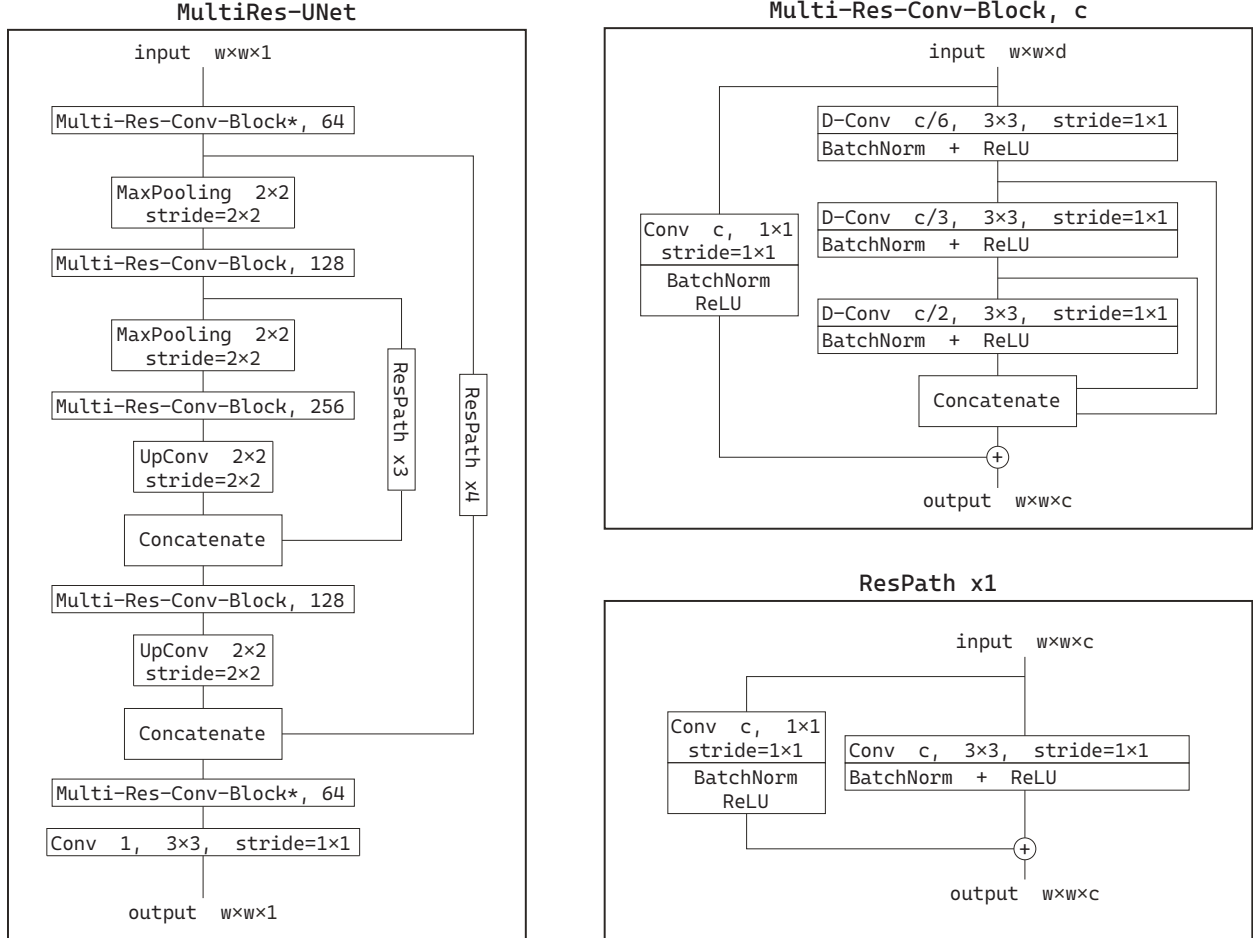 MultiRes-UNet
input w×w×1
Multi-Res-Conv-Block*, 64
MaxPooling 2×2
stride=2×2
Multi-Res-Conv-Block, 128
MaxPooling 2×2
stride=2×2
Multi-Res-Conv-Block, 256
UpConv 2×2
stride=2×2
Concatenate
Multi-Res-Conv-Block, 128
UpConv 2×2
stride=2×2
Concatenate
Multi-Res-Conv-Block*, 64
Conv 1, 3×3, stride=1×1
output w×w×1
ResPath x3
ResPath x4
Multi-Res-Conv-Block, c
input w×w×d
D-Conv c/6, 3×3, stride=1×1
BatchNorm + ReLU
D-Conv c/3, 3×3, stride=1×1
BatchNorm + ReLU
Conv c, 1×1
stride=1×1
BatchNorm
ReLU
D-Conv c/2, 3×3, stride=1×1
BatchNorm + ReLU
Concatenate
+
output w×w×c
ResPath x1
input w×w×c
Conv c, 1×1
stride=1×1
BatchNorm
ReLU
Conv c, 3×3, stride=1×1
BatchNorm + ReLU
+
output w×w×c